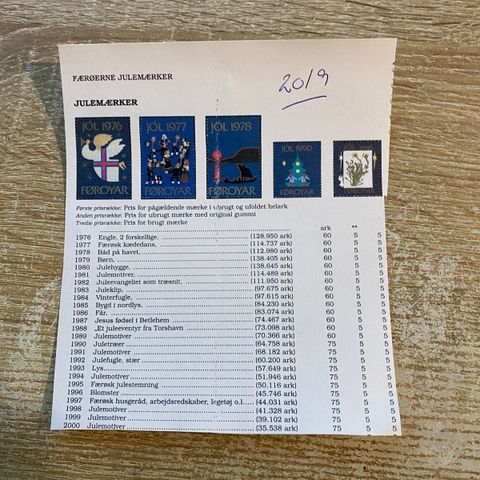 FÆRØERNE JULEMÆRKER
2019
JULEMÆRKER
JÓL 1976 JÓL 1977 JÓL 1978
JÓL 1990
FØROYAR FØROYAR FØROYAR FØROYAR FØROYAR
Første prisrække: Pris for pågældende mærke i ubrugt og ufoldet helark
Anden prisrække: Pris for ubrugt mærke med original gummi
Tredie prisrække: Pris for brugt mærke
ark **
1976 Engle, 2 forskellige, (128.950 ark) 60 5 5
1977 Færøsk kædedans, (114.737 ark) 60 5 5
1978 Båd på havet, (112.980 ark) 60 5 5
1979 Børn, (138.405 ark) 60 5 5
1980 Julehygge, (138.645 ark) 60 5 5
1981 Julemotiver, (114.489 ark) 60 5 5
1982 Julevangeliet som træsnit, (111.950 ark) 60 5 5
1983 Juleklip, (97.675 ark) 60 5 5
1984 Vinterfugle, (97.615 ark) 60 5 5
1985 Bygd i nordlys, (84.230 ark) 60 5 5
1986 Får, (83.074 ark) 60 5 5
1987 Jesus fødsel i Betlehem (74.467 ark) 60 5 5
1988 „Et juleeventyr fra Torshavn (73.098 ark) 60 5 5
1989 Julemotiver (70.366 ark) 60 5 5
1990 Juletræer (64.758 ark) 75 5 5
1991 Julemotiver (68.182 ark) 75 5 5
1992 Julefugle, stær (60.200 ark) 75 5 5
1993 Lys (57.649 ark) 75 5 5
1994 Julemotiver (51.946 ark) 75 5 5
1995 Færøsk julestemning (50.116 ark) 75 5 5
1996 Blomster (45.746 ark) 75 5 5
1997 Færøsk husgeråd, arbejdsredskaber, legetøj o.l. (44.031 ark) 75 5 5
1998 Julemotiver (41.328 ark) 75 5 5
1999 Julemotiver (39.102 ark) 75 5 5
2000 Julemotiver (35.538 ark) 75 5 5